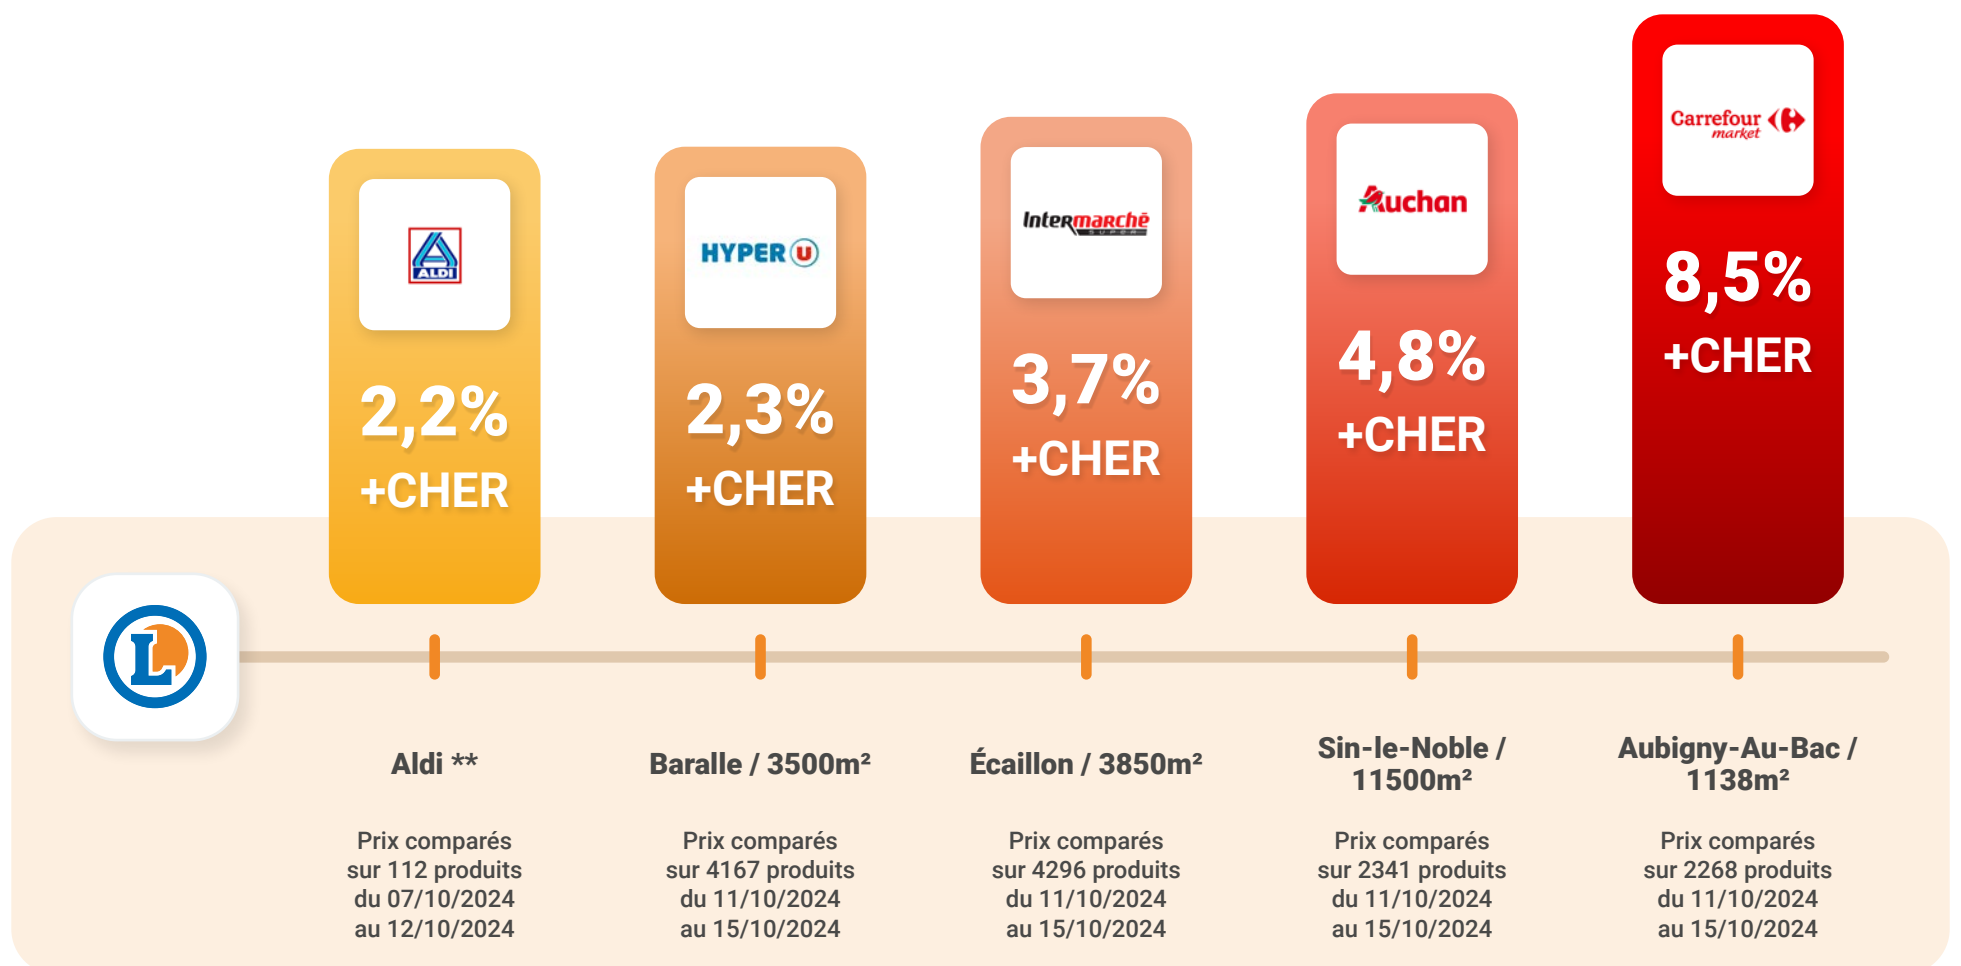 ALDI
2,2%
+CHER
HYPER U
2,3%
+CHER
Intermarchē
SUPER
3,7%
+CHER
Auchan
4,8%
+CHER
Carrefour
market
8,5%
+CHER
L
Aldi **
Prix comparés
sur 112 produits
du 07/10/2024
au 12/10/2024
Baralle / 3500m²
Prix comparés
sur 4167 produits
du 11/10/2024
au 15/10/2024
Écaillon / 3850m²
Prix comparés
sur 4296 produits
du 11/10/2024
au 15/10/2024
Sin-le-Noble /
11500m²
Prix comparés
sur 2341 produits
du 11/10/2024
au 15/10/2024
Aubigny-Au-Bac /
1138m²
Prix comparés
sur 2268 produits
du 11/10/2024
au 15/10/2024